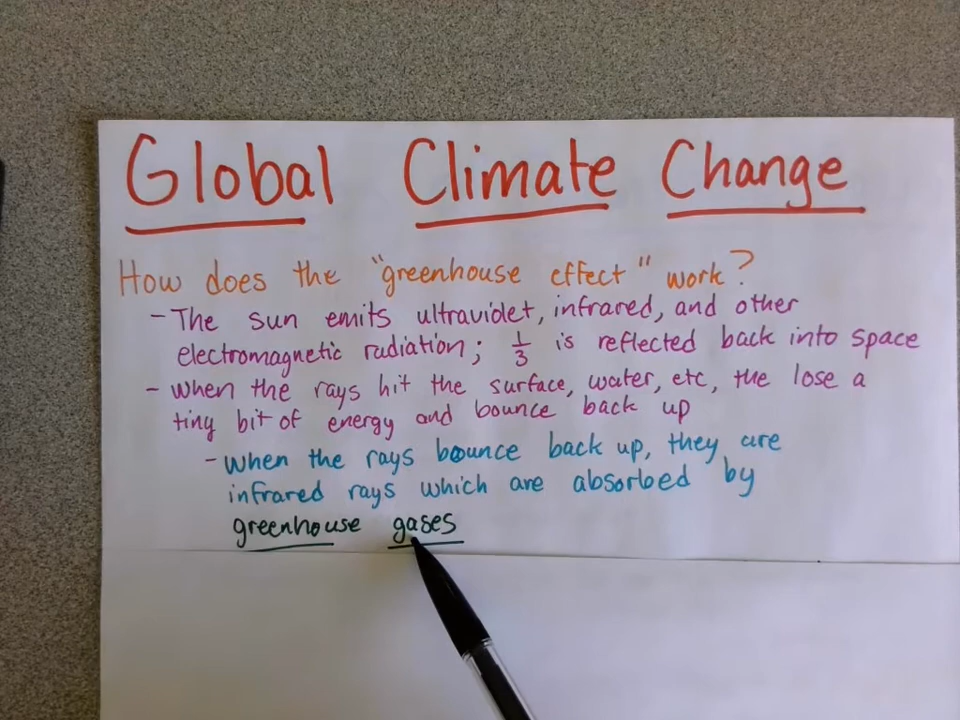 Global Climate Change
How does the "greenhouse effect" work?
- The sun emits ultraviolet, infrared, and other
electromagnetic radiation; 1/3 is reflected back into space
- When the rays hit the surface, water, etc, the lose a
tiny bit of energy and bounce back up
- When the rays bounce back up, they are
infrared rays which are absorbed by
greenhouse gases